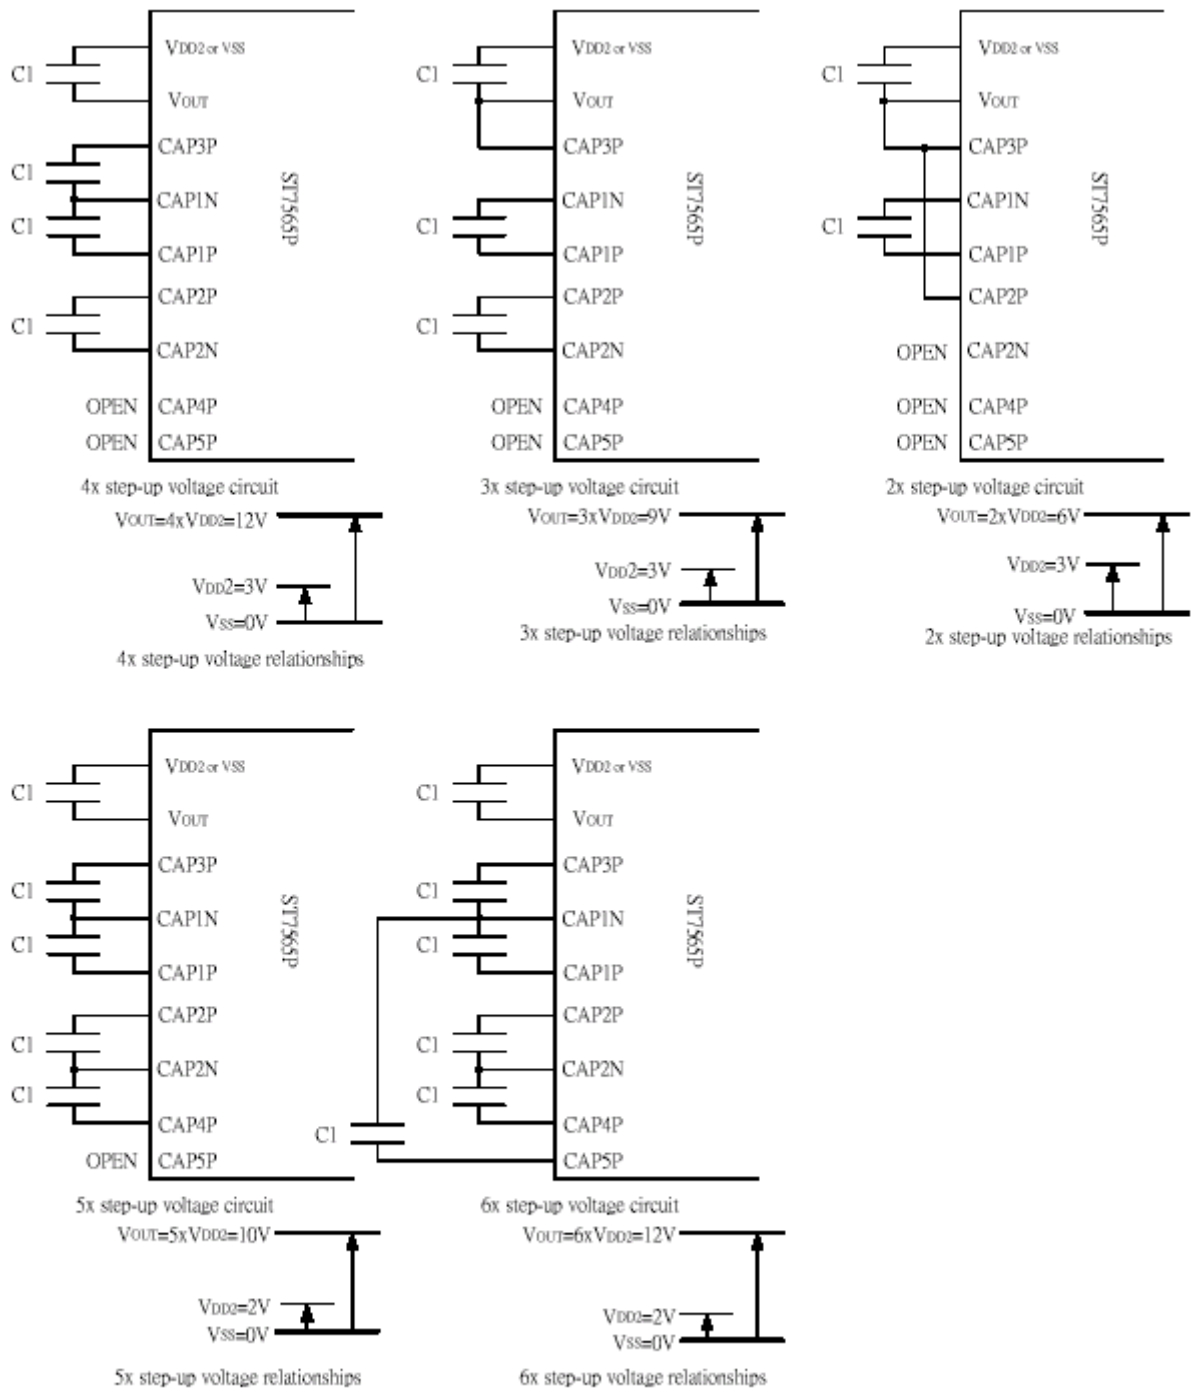 VDD2 or VSS
C1
VOUT
CAP3P
C1
CAP1N
C1
CAP1P
CAP2P
C1
CAP2N
OPEN CAP4P
OPEN CAP5P
ST7565P
4x step-up voltage circuit
VOUT=4xVDD2=12V
VDD2=3V
VSS=0V
4x step-up voltage relationships
VDD2 or VSS
C1
VOUT
CAP3P
CAP1N
C1
CAP1P
CAP2P
C1
CAP2N
OPEN CAP4P
OPEN CAP5P
ST7565P
3x step-up voltage circuit
VOUT=3xVDD2=9V
VDD2=3V
VSS=0V
3x step-up voltage relationships
VDD2 or VSS
C1
VOUT
CAP3P
CAP1N
C1
CAP1P
CAP2P
OPEN CAP2N
OPEN CAP4P
OPEN CAP5P
ST7565P
2x step-up voltage circuit
VOUT=2xVDD2=6V
VDD2=3V
VSS=0V
2x step-up voltage relationships
VDD2 or VSS
C1
VOUT
CAP3P
C1
CAP1N
C1
CAP1P
CAP2P
C1
CAP2N
C1
CAP4P
OPEN CAP5P
ST7565P
5x step-up voltage circuit
VOUT=5xVDD2=10V
VDD2=2V
VSS=0V
5x step-up voltage relationships
VDD2 or VSS
C1
VOUT
CAP3P
C1
CAP1N
C1
CAP1P
CAP2P
C1
CAP2N
C1
CAP4P
C1
CAP5P
ST7565P
6x step-up voltage circuit
VOUT=6xVDD2=12V
VDD2=2V
VSS=0V
6x step-up voltage relationships